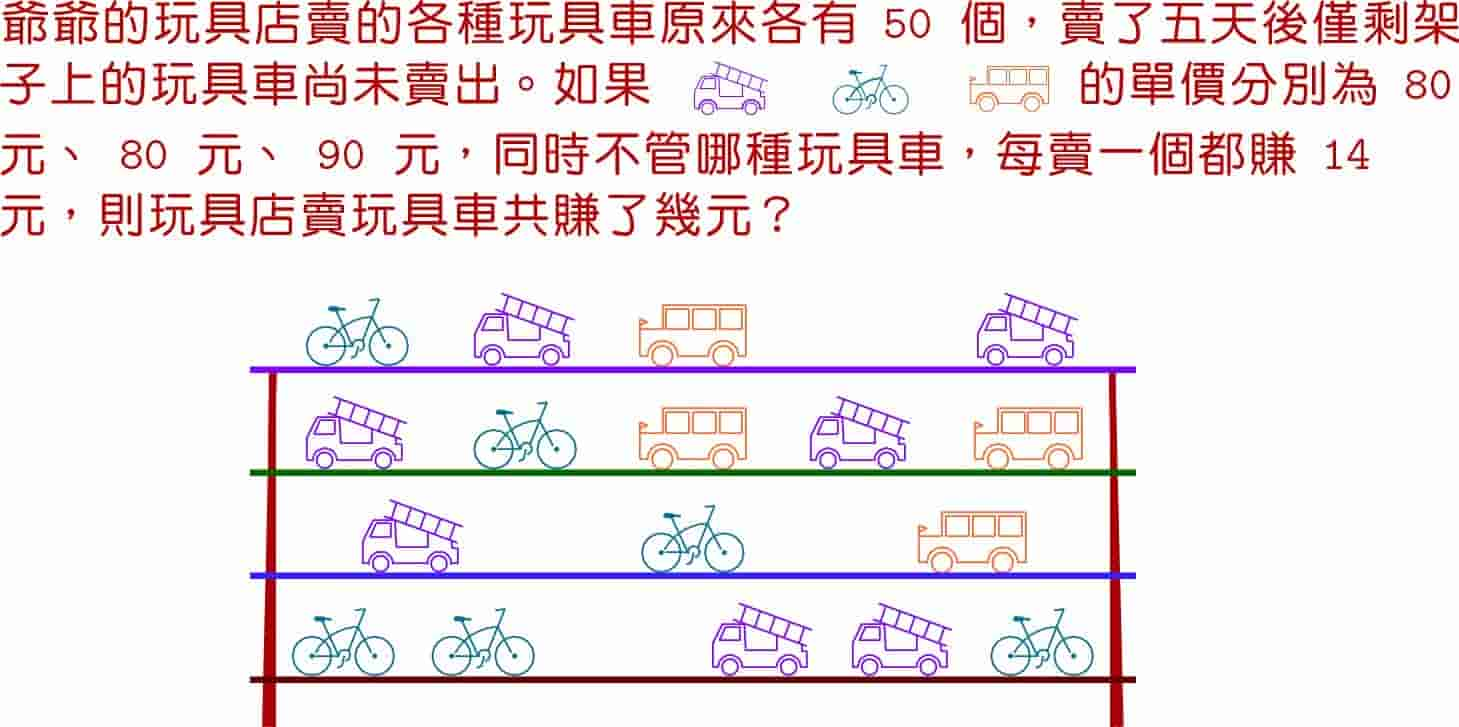 爺爺的玩具店賣的各種玩具車原來各有 50 個，賣了五天後僅剩架
子上的玩具車尚未賣出。如果 的單價分別為 80
元、 80 元、 90 元，同時不管哪種玩具車，每賣一個都賺 14
元，則玩具店賣玩具車共賺了幾元？